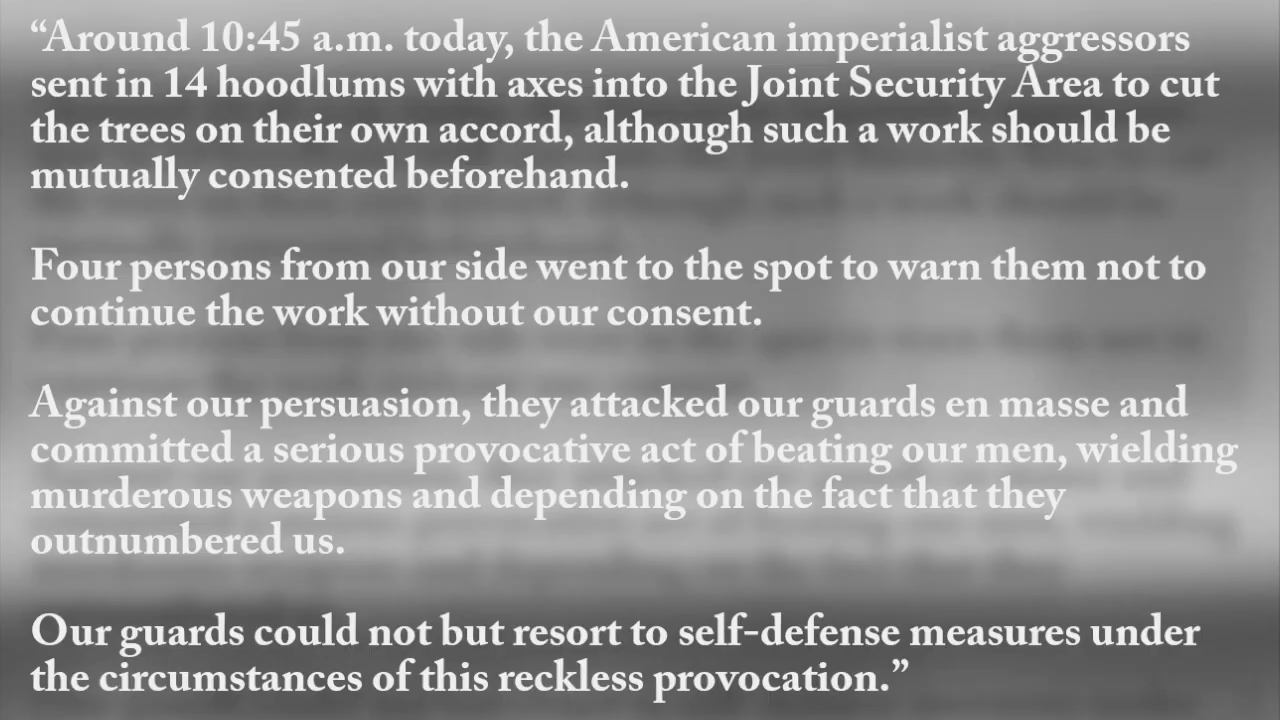 “Around 10:45 a.m. today, the American imperialist aggressors
sent in 14 hoodlums with axes into the Joint Security Area to cut
the trees on their own accord, although such a work should be
mutually consented beforehand.
Four persons from our side went to the spot to warn them not to
continue the work without our consent.
Against our persuasion, they attacked our guards en masse and
committed a serious provocative act of beating our men, wielding
murderous weapons and depending on the fact that they
outnumbered us.
Our guards could not but resort to self-defense measures under
the circumstances of this reckless provocation.”